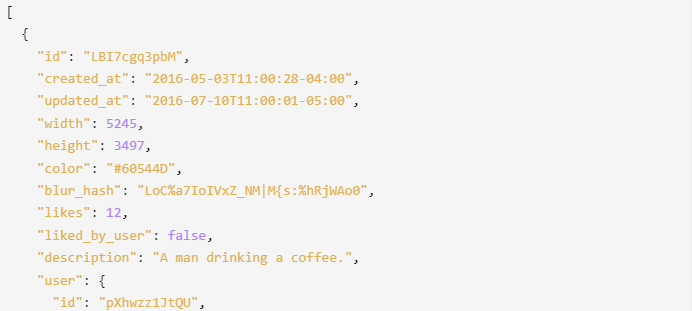 [
{
"id": "LBI7cgq3pbM",
"created_at": "2016-05-03T11:00:28-04:00",
"updated_at": "2016-07-10T11:00:01-05:00",
"width": 5245,
"height": 3497,
"color": "#60544D",
"blur_hash": "LoC%a7IoIVxZ_NM|M{s:%hRjWAo0",
"likes": 12,
"liked_by_user": false,
"description": "A man drinking a coffee.",
"user": {
"id": "pXhwzz1JtQU",